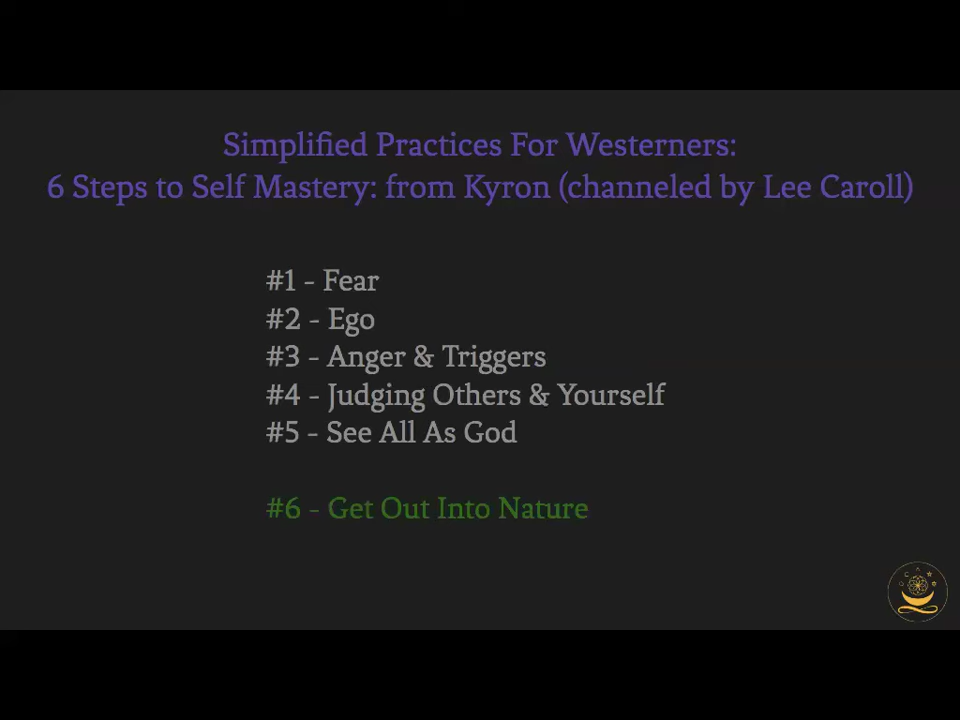 Simplified Practices For Westerners:
6 Steps to Self Mastery: from Kyron (channeled by Lee Caroll)
#1 - Fear
#2 - Ego
#3 - Anger & Triggers
#4 - Judging Others & Yourself
#5 - See All As God
#6 - Get Out Into Nature